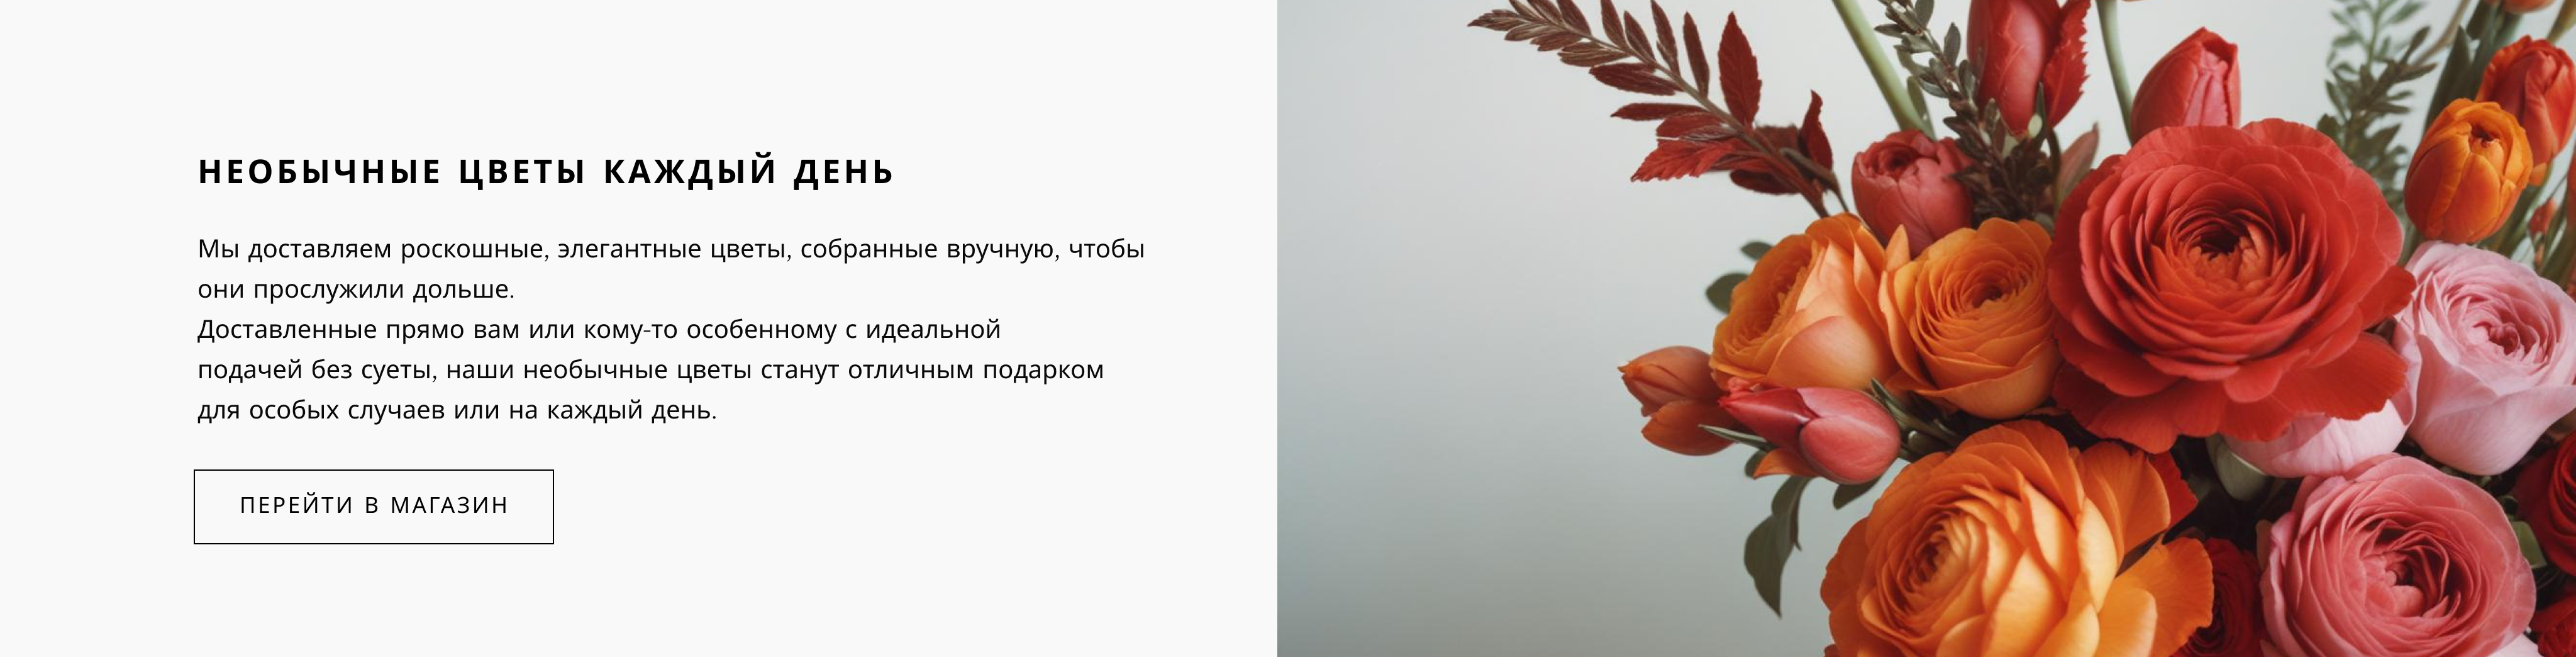 НЕОБЫЧНЫЕ ЦВЕТЫ КАЖДЫЙ ДЕНЬ
Мы доставляем роскошные, элегантные цветы, собранные вручную, чтобы
они прослужили дольше.
Доставленные прямо вам или кому-то особенному с идеальной
подачей без суеты, наши необычные цветы станут отличным подарком
для особых случаев или на каждый день.
ПЕРЕЙТИ В МАГАЗИН